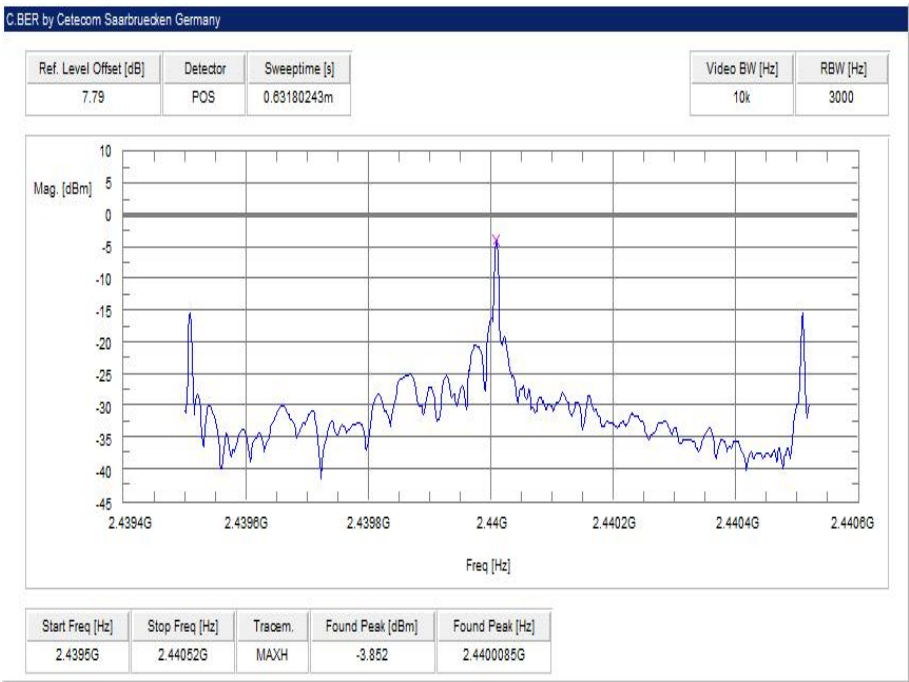 C.BER by Cetecom Saarbruecken Germany
Ref. Level Offset [dB] Detector Sweeptime [s] Video BW [Hz] RBW [Hz]
7.79 POS 0.63180243m 10k 3000
10
Mag. [dBm] 5
0
-5
-10
-15
-20
-25
-30
-35
-40
-45
2.4394G 2.4396G 2.4398G 2.44G 2.4402G 2.4404G 2.4406G
Freq [Hz]
Start Freq [Hz] Stop Freq [Hz] Tracem. Found Peak [dBm] Found Peak [Hz]
2.4395G 2.44052G MAXH -3.852 2.4400085G